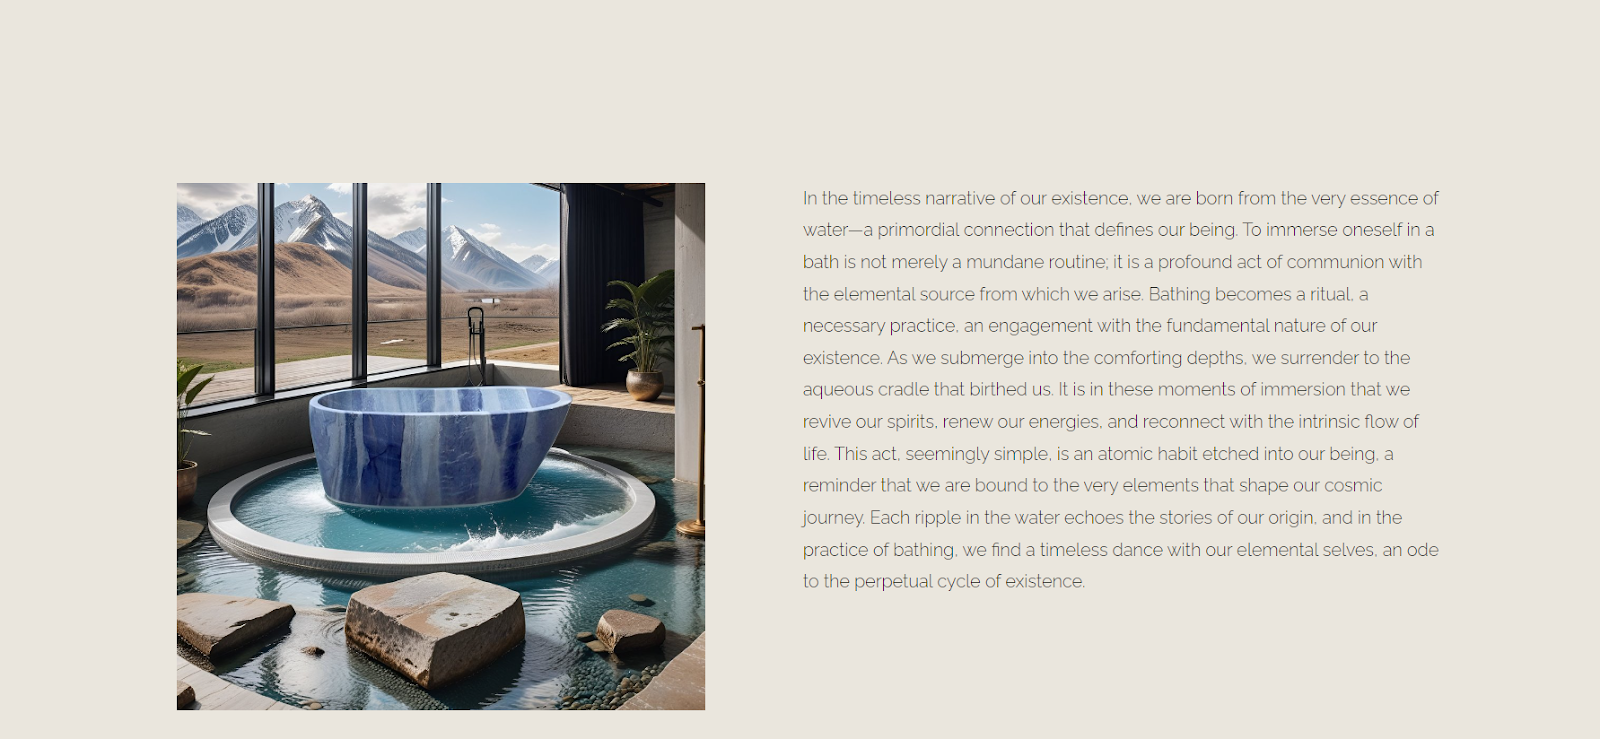 In the timeless narrative of our existence, we are born from the very essence of
water—a primordial connection that defines our being. To immerse oneself in a
bath is not merely a mundane routine; it is a profound act of communion with
the elemental source from which we arise. Bathing becomes a ritual, a
necessary practice, an engagement with the fundamental nature of our
existence. As we submerge into the comforting depths, we surrender to the
aqueous cradle that birthed us. It is in these moments of immersion that we
revive our spirits, renew our energies, and reconnect with the intrinsic flow of
life. This act, seemingly simple, is an atomic habit etched into our being, a
reminder that we are bound to the very elements that shape our cosmic
journey. Each ripple in the water echoes the stories of our origin, and in the
practice of bathing, we find a timeless dance with our elemental selves, an ode
to the perpetual cycle of existence.